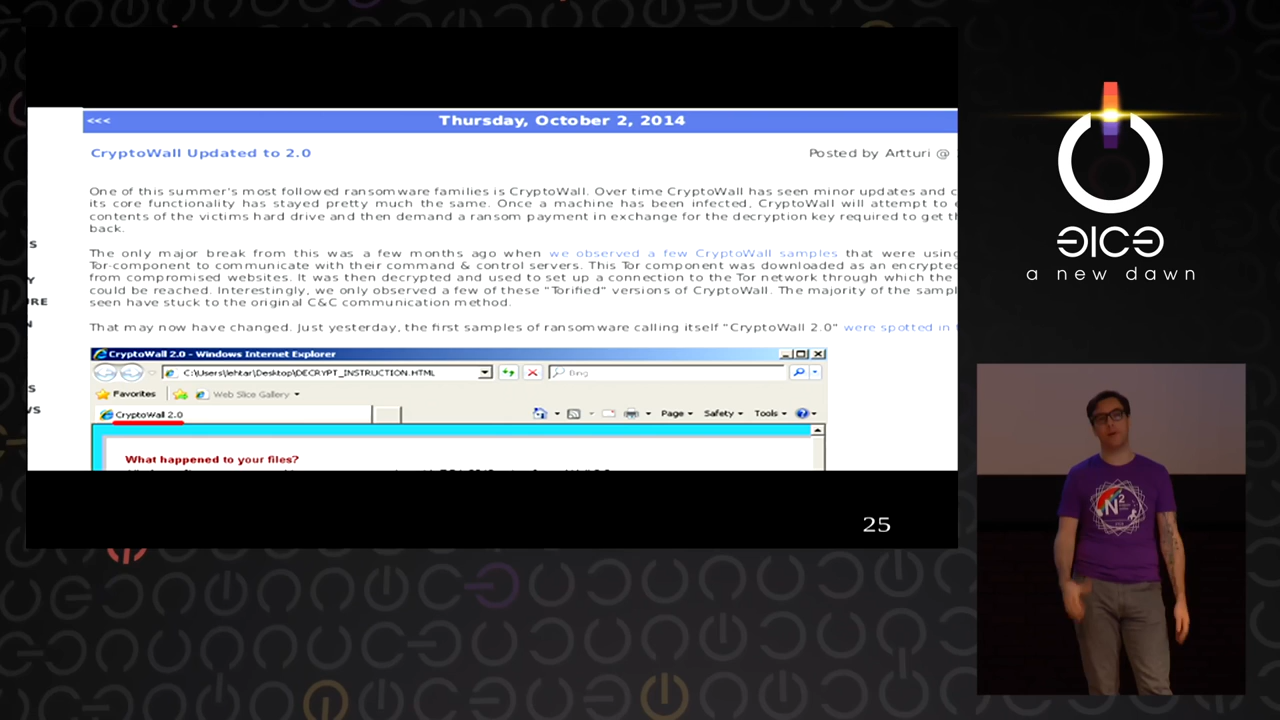 <<<
Thursday, October 2, 2014
CryptoWall Updated to 2.0
Posted by Artturi @
One of this summer's most followed ransomware families is CryptoWall. Over time CryptoWall has seen minor updates and
its core functionality has stayed pretty much the same. Once a machine has been infected, CryptoWall will attempt to
contents of the victims hard drive and then demand a ransom payment in exchange for the decryption key required to get
back.
The only major break from this was a few months ago when we observed a few CryptoWall samples that were using
Tor-component to communicate with their command & control servers. This Tor component was downloaded as an encrypted
from compromised websites. It was then decrypted and used to set up a connection to the Tor network through which the
could be reached. Interestingly, we only observed a few of these "Torified" versions of CryptoWall. The majority of the
seen have stuck to the original C&C communication method.
That may now have changed. Just yesterday, the first samples of ransomware calling itself "CryptoWall 2.0" were spotted in
CryptoWall 2.0 - Windows Internet Explorer
C:\Users\lehtar\Desktop\DECRYPT_INSTRUCTION.HTML
Bing
Favorites
Web Slice Gallery
CryptoWall 2.0
Page
Safety
Tools
What happened to your files?
25
a new dawn
N2